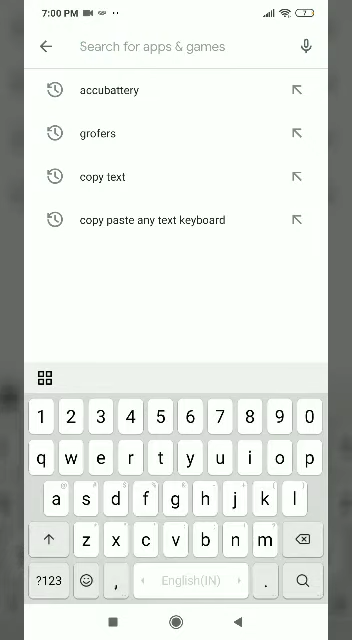 7:00 PM
7
Search for apps & games
accubattery
grofers
copy text
copy paste any text keyboard
1 2 3 4 5 6 7 8 9 0
q w e r t y u i o p
a s d f g h j k l
z x c v b n m
?123 , English(IN) .